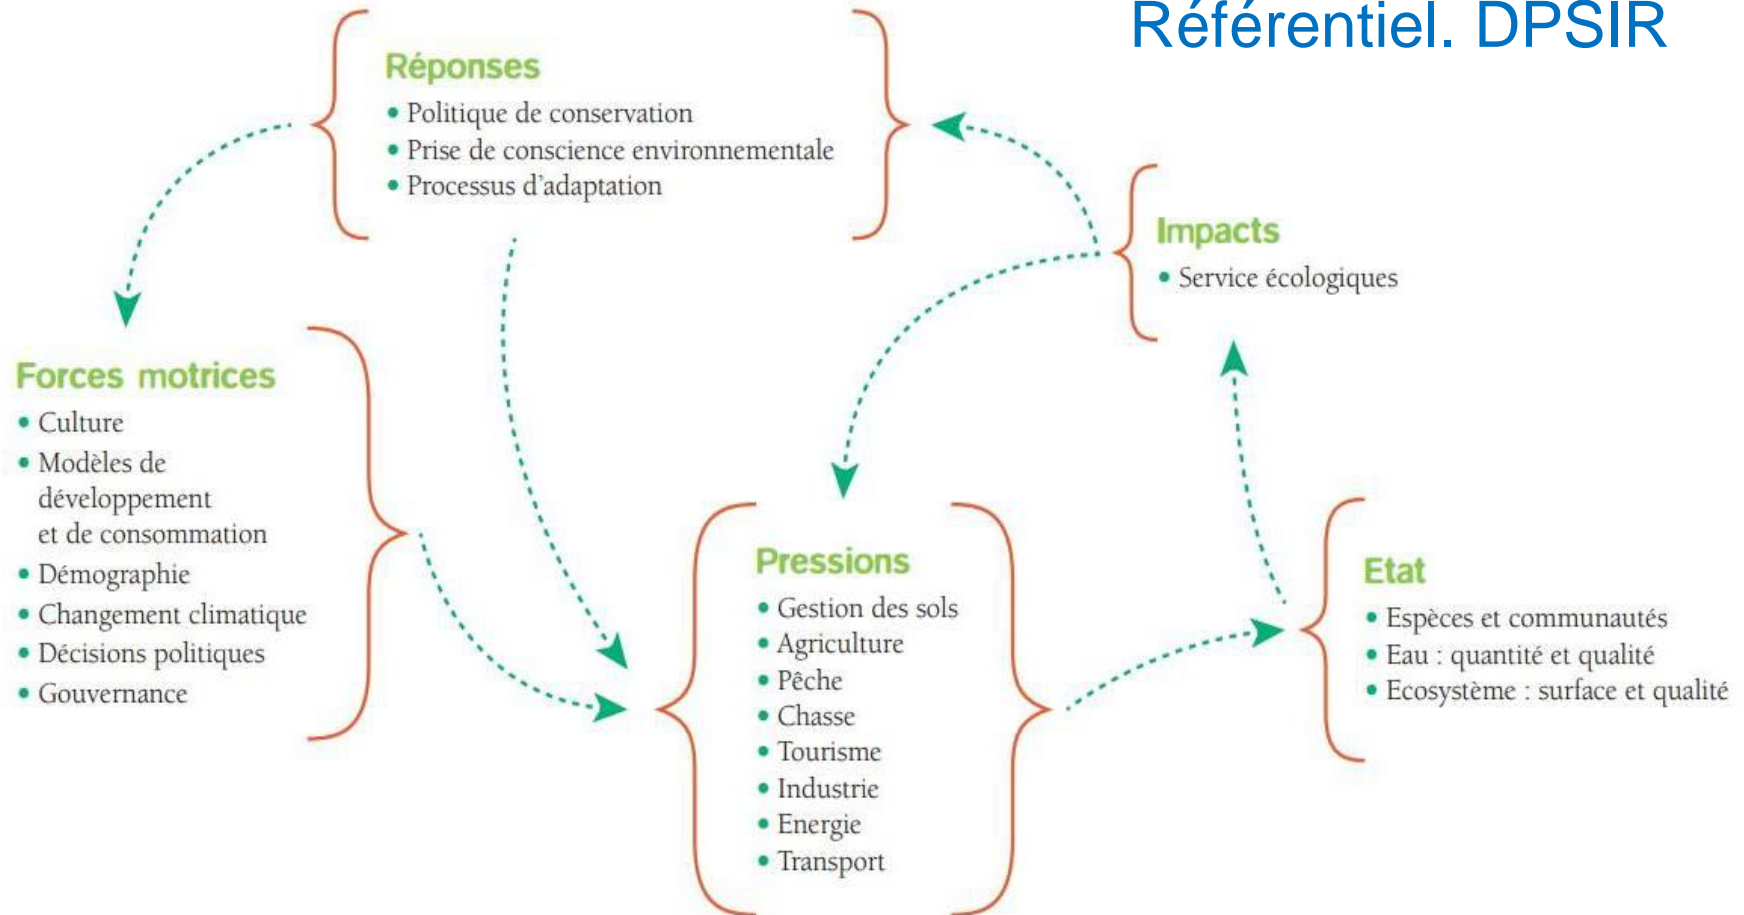 Référentiel. DPSIR
Réponses
• Politique de conservation
• Prise de conscience environnementale
• Processus d'adaptation
Impacts
• Service écologiques
Forces motrices
• Culture
• Modèles de
développement
et de consommation
• Démographie
• Changement climatique
• Décisions politiques
• Gouvernance
Pressions
• Gestion des sols
• Agriculture
• Pêche
• Chasse
• Tourisme
• Industrie
• Energie
• Transport
Etat
• Espèces et communautés
• Eau : quantité et qualité
• Ecosystème : surface et qualité